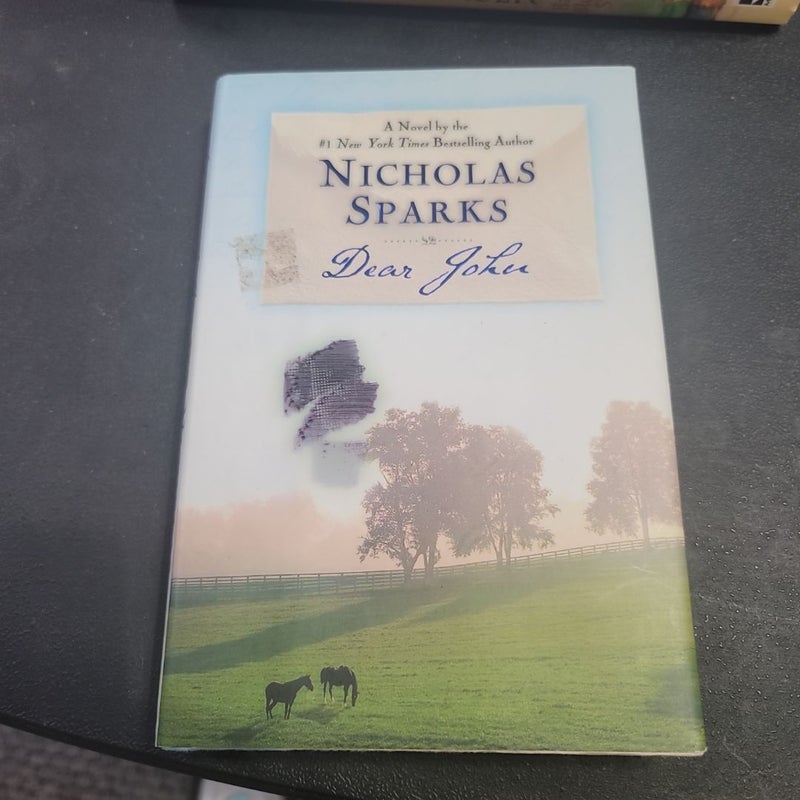 A Novel by the
#1 New York Times Bestselling Author
NICHOLAS
SPARKS
Dear John